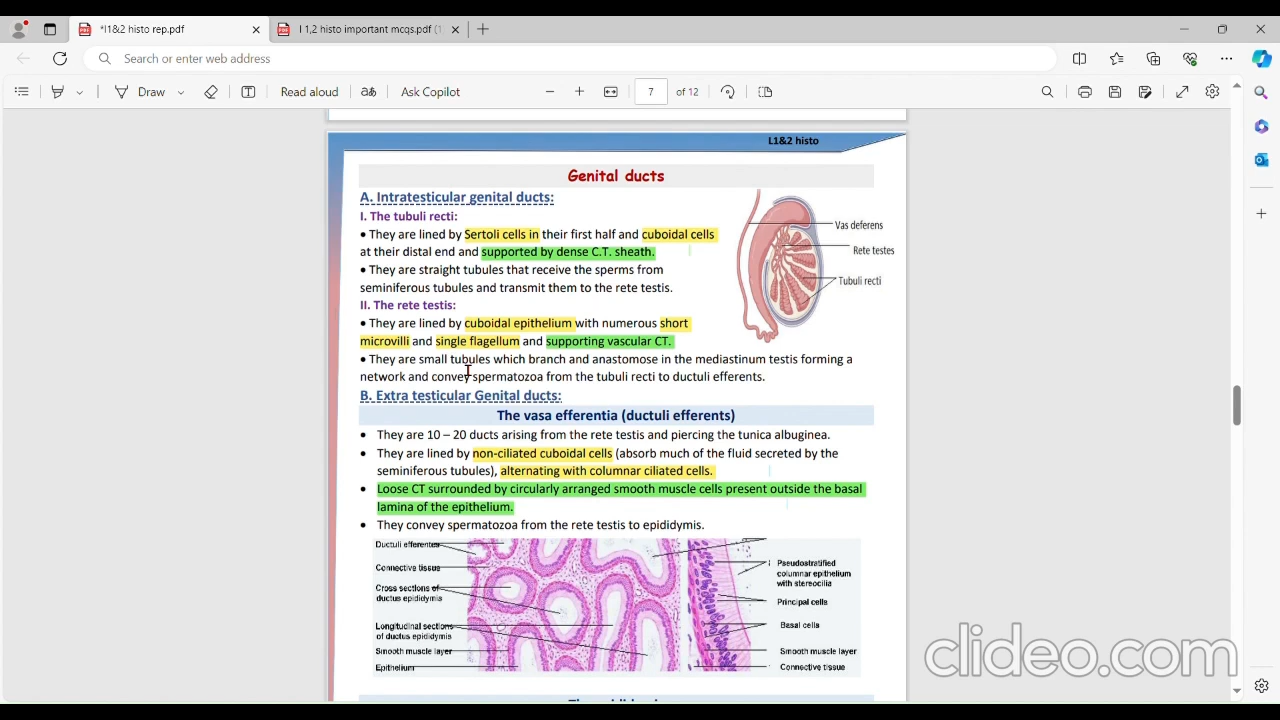 *l1&2 histo rep.pdf
l 1,2 histo important mcqs.pdf (1
Search or enter web address
Draw
Read aloud
Ask Copilot
7
of 12
L1&2 histo
Genital ducts
A. Intratesticular genital ducts:
I. The tubuli recti:
• They are lined by Sertoli cells in their first half and cuboidal cells
at their distal end and supported by dense C.T. sheath.
• They are straight tubules that receive the sperms from
seminiferous tubules and transmit them to the rete testis.
Vas deferens
Rete testes
Tubuli recti
II. The rete testis:
• They are lined by cuboidal epithelium with numerous short
microvilli and single flagellum and supporting vascular CT.
• They are small tubules which branch and anastomose in the mediastinum testis forming a
network and convey spermatozoa from the tubuli recti to ductuli efferents.
B. Extra testicular Genital ducts:
The vasa efferentia (ductuli efferents)
• They are 10 – 20 ducts arising from the rete testis and piercing the tunica albuginea.
• They are lined by non-ciliated cuboidal cells (absorb much of the fluid secreted by the
seminiferous tubules), alternating with columnar ciliated cells.
• Loose CT surrounded by circularly arranged smooth muscle cells present outside the basal
lamina of the epithelium.
• They convey spermatozoa from the rete testis to epididymis.
Ductuli efferentes
Connective tissue
Cross sections of
ductus epididymis
Longitudinal sections
of ductus epididymis
Smooth muscle layer
Epithelium
Pseudostratified
columnar epithelium
with stereocilia
Principal cells
Basal cells
Smooth muscle layer
Connective tissue
clideo.com